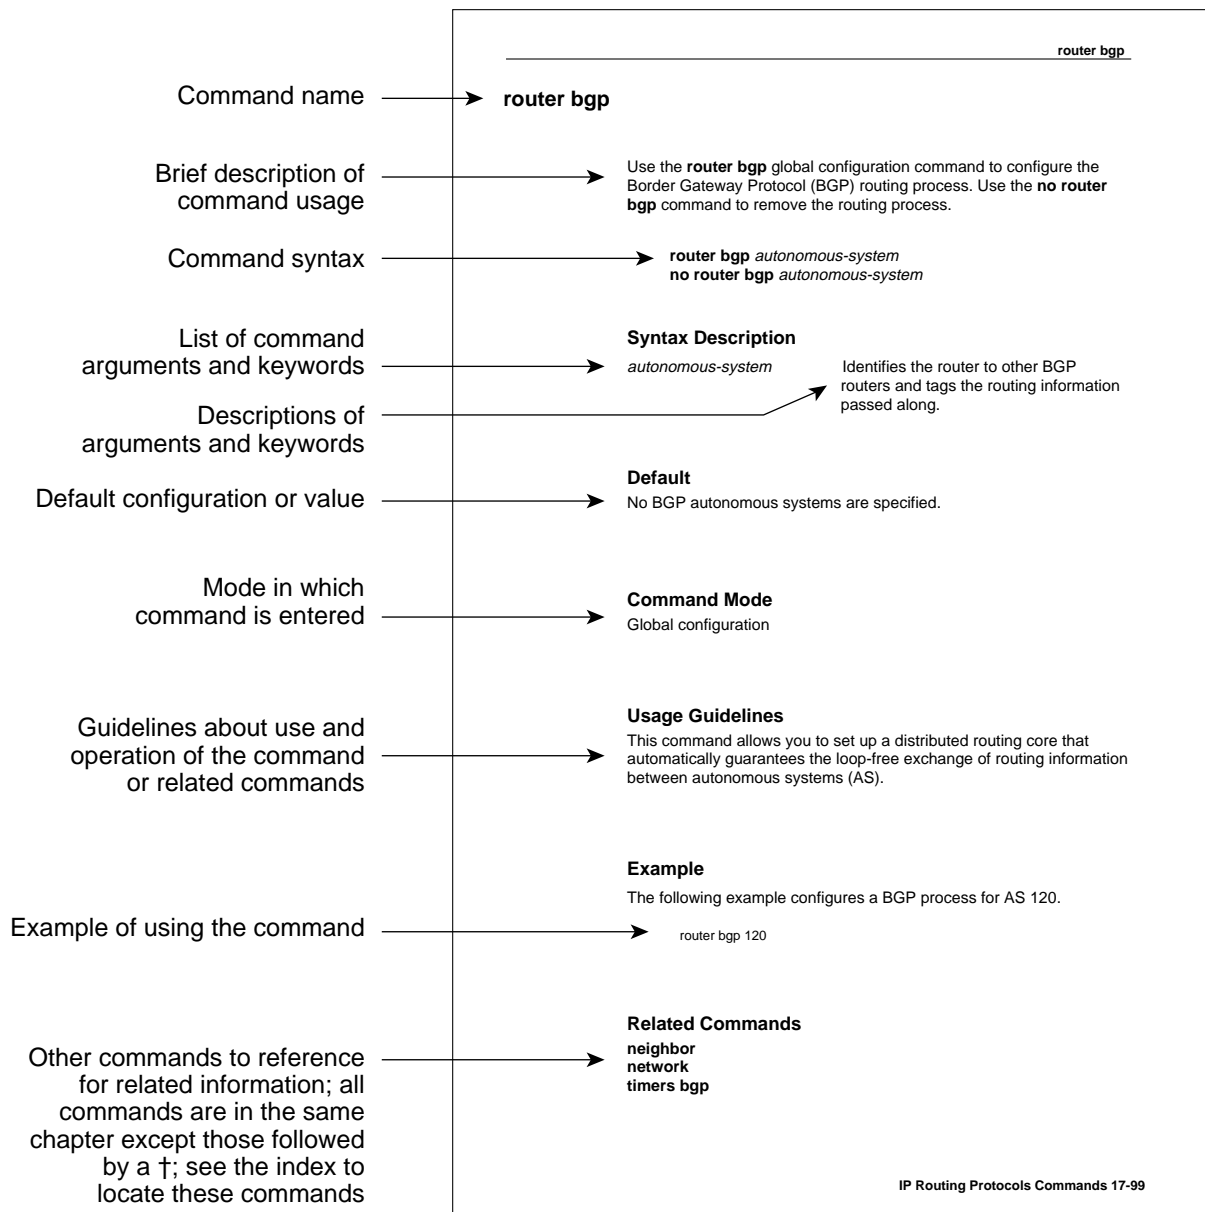 router bgp
Command name
router bgp
Brief description of
command usage
Use the router bgp global configuration command to configure the
Border Gateway Protocol (BGP) routing process. Use the no router
bgp command to remove the routing process.
Command syntax
router bgp autonomous-system
no router bgp autonomous-system
List of command
arguments and keywords
Syntax Description
autonomous-system
Identifies the router to other BGP
routers and tags the routing information
passed along.
Descriptions of
arguments and keywords
Default configuration or value
Default
No BGP autonomous systems are specified.
Mode in which
command is entered
Command Mode
Global configuration
Guidelines about use and
operation of the command
or related commands
Usage Guidelines
This command allows you to set up a distributed routing core that
automatically guarantees the loop-free exchange of routing information
between autonomous systems (AS).
Example
The following example configures a BGP process for AS 120.
Example of using the command
router bgp 120
Related Commands
neighbor
network
timers bgp
Other commands to reference
for related information; all
commands are in the same
chapter except those followed
by a †; see the index to
locate these commands
IP Routing Protocols Commands 17-99